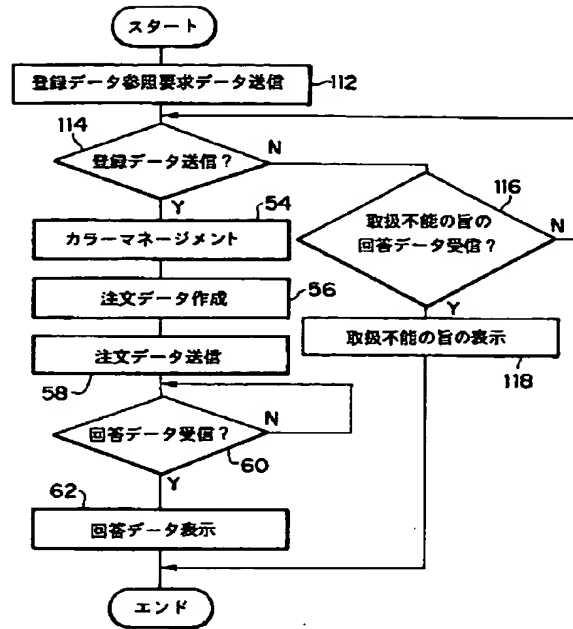 スタート
登録データ参照要求データ送信
112
114
登録データ送信?
N
Y
54
カラーマネージメント
116
取扱不能の旨の
回答データ受信?
N
Y
注文データ作成
56
注文データ送信
58
取扱不能の旨の表示
118
回答データ受信?
N
60
Y
62
回答データ表示
エンド